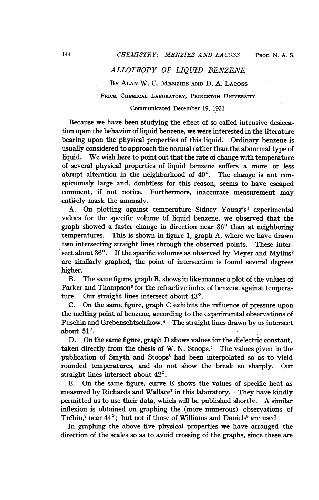 144 CHEMISTRY: MENZIES AND LACOSS Proc. N. A. S.
ALLOTROPY OF LIQUID BENZENE
By Alan W. C. Menzies and D. A. Lacoss
Frick Chemical Laboratory, Princeton University
Communicated December 19, 1931
Because we have been studying the effect of so called intensive desicca-
tion upon the behavior of liquid benzene, we were interested in the literature
bearing upon the physical properties of this liquid. Ordinary benzene is
usually considered to approach the normal rather than the abnormal type of
liquid. We wish here to point out that the rate of change with temperature
of several physical properties of liquid benzene suffers a more or less
abrupt alteration in the neighborhood of 40°. The change is not con-
spicuously large and, doubtless for this reason, seems to have escaped
comment, if not notice. Furthermore, inaccurate measurement may
entirely mask the anomaly.
A. On plotting against temperature Sidney Young's¹ experimental
values for the specific volume of liquid benzene, we observed that the
graph showed a faster change in direction near 36° than at neighboring
temperatures. This is shown in figure 1, graph A, where we have drawn
two intersecting straight lines through the observed points. These inter-
sect about 36°. If the specific volumes as observed by Meyer and Mylius²
are similarly graphed, the point of intersection is found several degrees
higher.
B. The same figure, graph B, shows in like manner a plot of the values of
Parker and Thompson³ for the refractive index of benzene against tempera-
ture. Our straight lines intersect about 43°.
C. On the same figure, graph C exhibits the influence of pressure upon
the melting point of benzene, according to the experimental observations of
Puschin and Grebenschtschikow.⁴ The straight lines drawn by us intersect
about
D. On the same figure, graph D shows values for the dielectric constant,
taken directly from the thesis of W. N. Stoops. The values given in the
publication of Smyth and Stoops had been interpolated so as to yield
rounded temperatures, and do not show the break so sharply. Our
straight lines intersect about 42°.
E. On the same figure, curve E shows the values of specific heat as
measured by Richards and Wallace in this laboratory. They have kindly
permitted us to use their data, which will be published shortly. A similar
inflexion is obtained on graphing the (more numerous) observations of
near 44°; but not if those of Williams and Daniels are used
In graphing the above five physical properties we have arranged the
direction of the scales so as to avoid crossing of the graphs, since these are